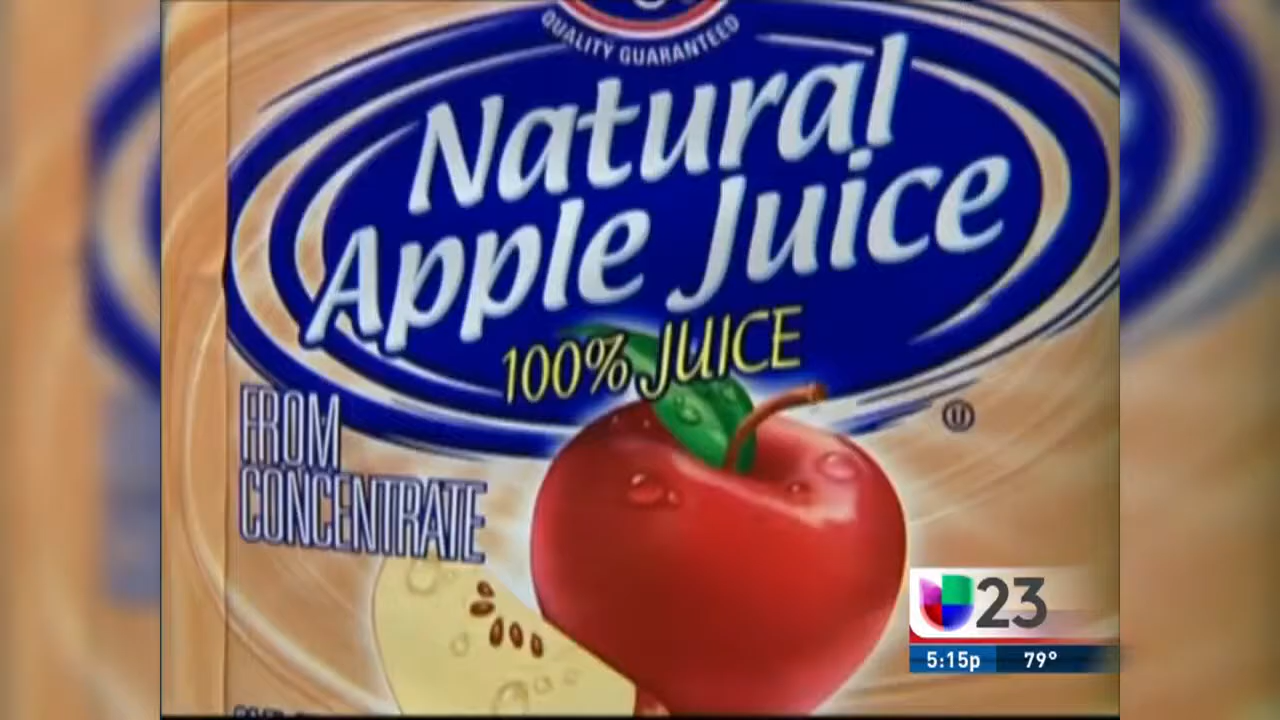 QUALITY GUARANTEED
Natural
Apple Juice
100% JUICE
FROM
CONCENTRATE
U
23
5:15p 79°